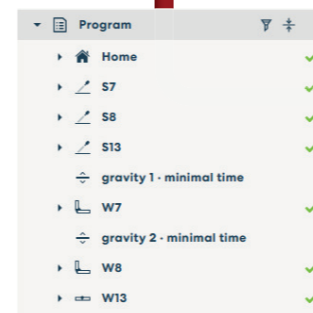 Program
Home
S7
S8
S13
gravity 1 - minimal time
W7
gravity 2 - minimal time
W8
W13